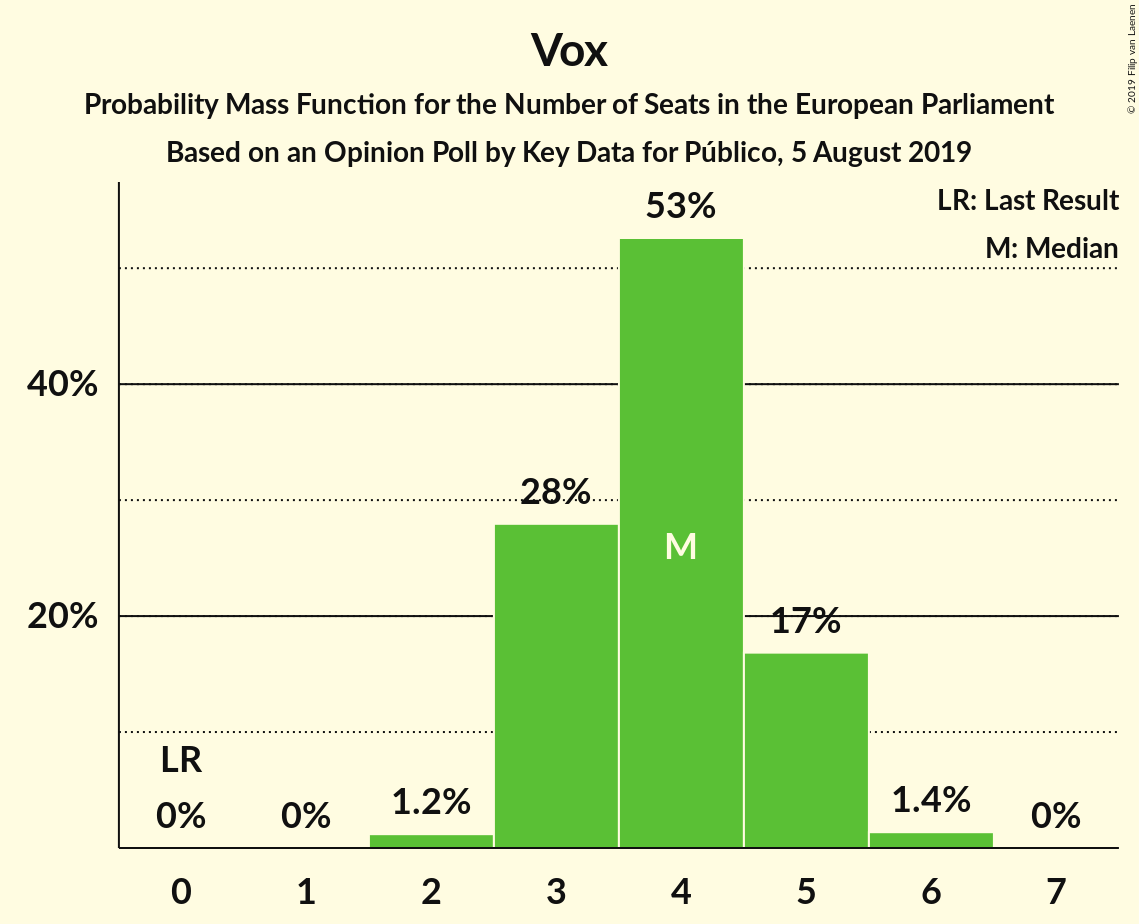 Vox
Probability Mass Function for the Number of Seats in the European Parliament
Based on an Opinion Poll by Key Data for Público, 5 August 2019
© 2019 Filip van Laenen
LR: Last Result
M: Median
53%
40%
28%
M
20%
17%
LR
0%
0%
1.2%
1.4%
0%
0
1
2
3
4
5
6
7